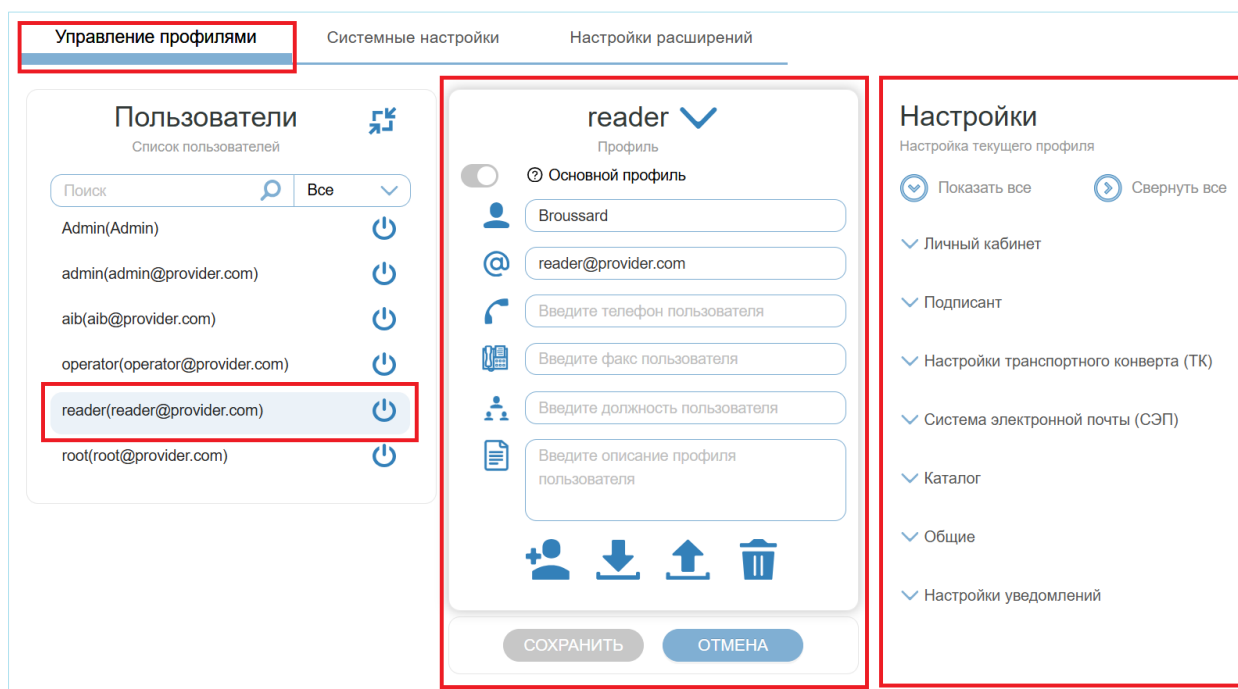 Управление профилями
Системные настройки
Настройки расширений
Пользователи
Список пользователей
Поиск
Все
Admin(Admin)
admin(admin@provider.com)
aib(aib@provider.com)
operator(operator@provider.com)
reader(reader@provider.com)
root(root@provider.com)
reader
Профиль
? Основной профиль
Broussard
@
reader@provider.com
Введите телефон пользователя
Введите факс пользователя
Введите должность пользователя
Введите описание профиля
пользователя
СОХРАНИТЬ
ОТМЕНА
Настройки
Настройка текущего профиля
Показать все
Свернуть все
Личный кабинет
Подписант
Настройки транспортного конверта (ТК)
Система электронной почты (СЭП)
Каталог
Общие
Настройки уведомлений